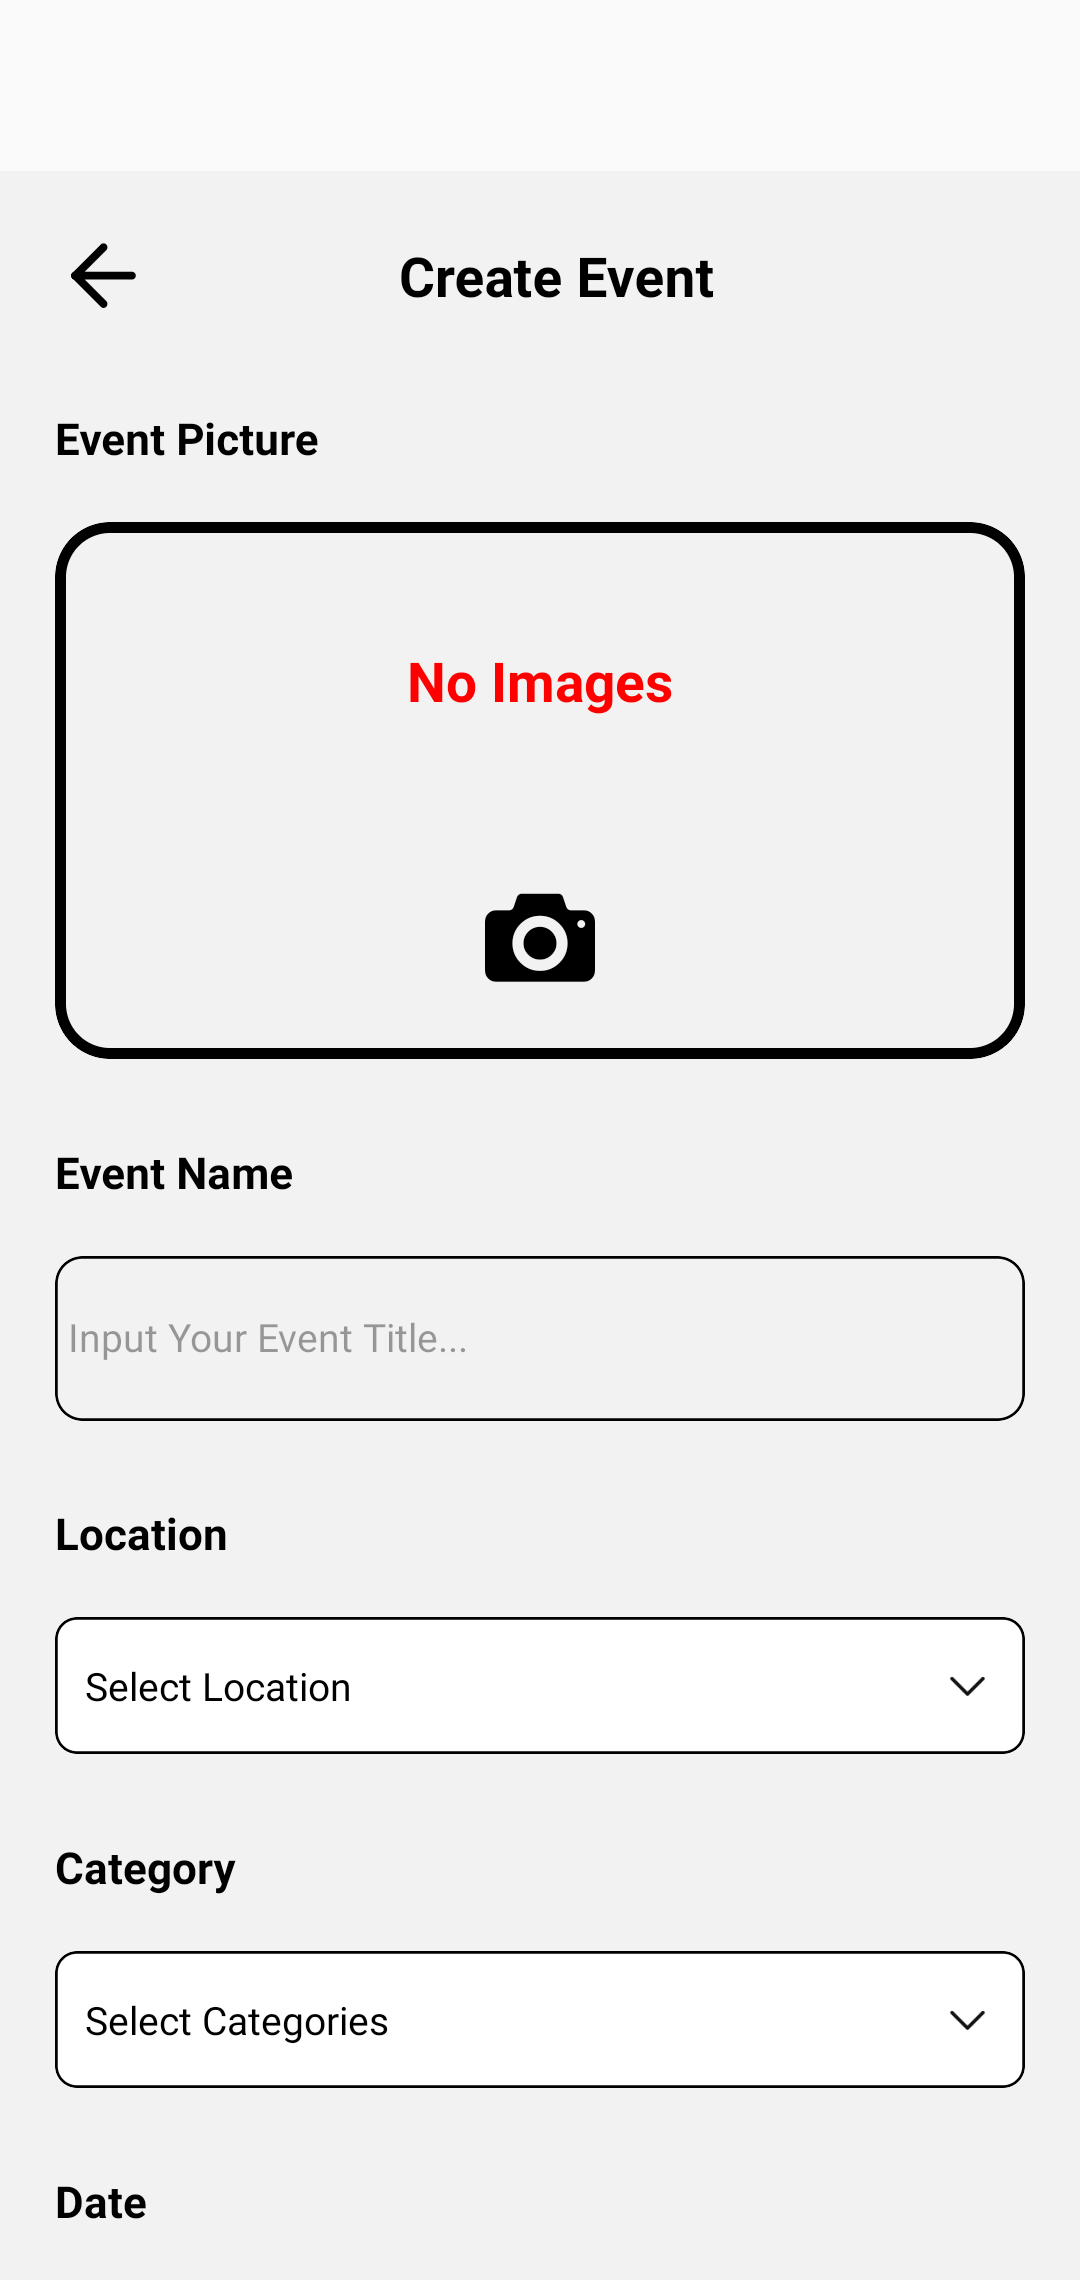 Create Event
Event Picture
No Images
Event Name
Input Your Event Title...
Location
Select Location
Category
Select Categories
Date